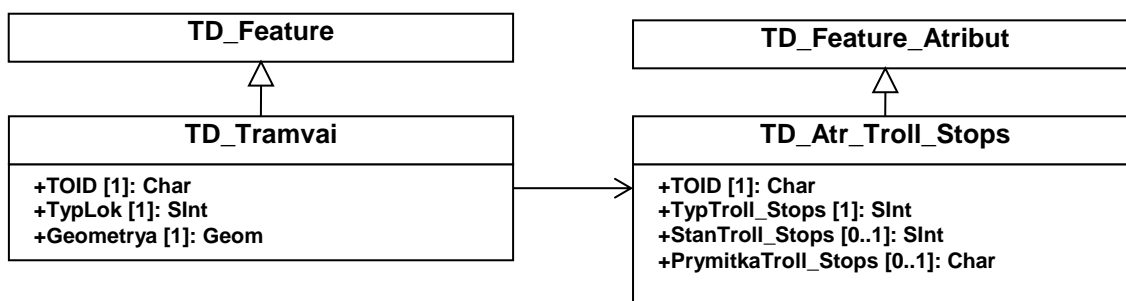 TD_Feature
TD_Feature_Atribut
TD_Tramvai
+TOID [1]: Char
+TypLok [1]: SInt
+Geometrya [1]: Geom
TD_Atr_Troll_Stops
+TOID [1]: Char
+TypTroll_Stops [1]: SInt
+StanTroll_Stops [0..1]: SInt
+PrymitkaTroll_Stops [0..1]: Char